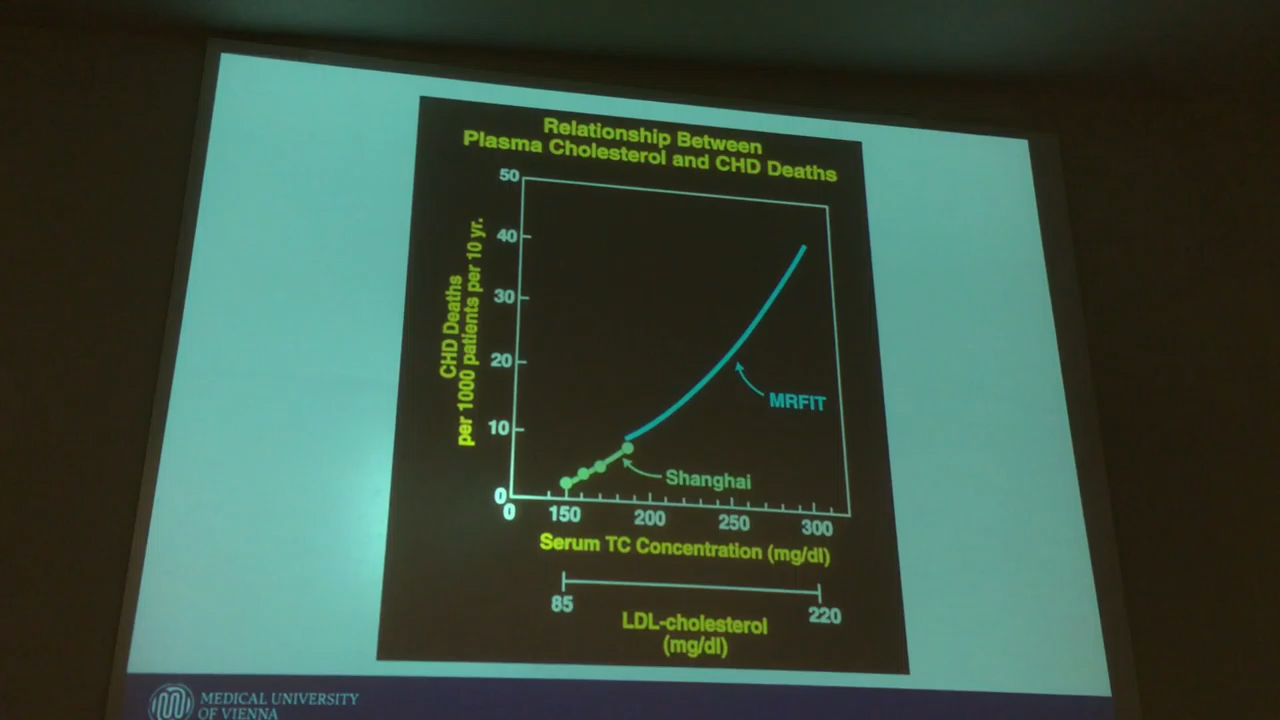 Relationship Between
Plasma Cholesterol and CHD Deaths
50
40
30
20
10
0
CHD Deaths
per 1000 patients per 10 yr.
MRFIT
Shanghai
0 150 200 250 300
Serum TC Concentration (mg/dl)
85 220
LDL-cholesterol
(mg/dl)
MEDICAL UNIVERSITY
OF VIENNA